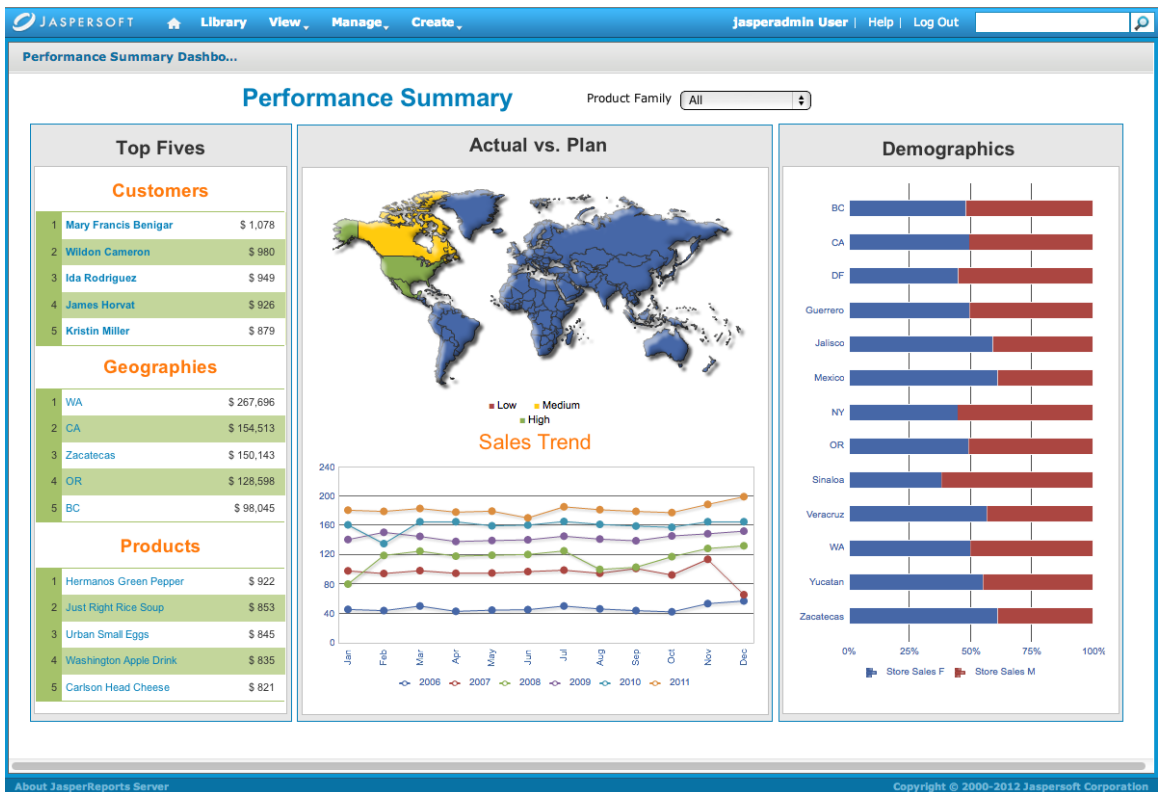 JASPERSOFT Library View Manage Create jasperadmin User | Help | Log Out
Performance Summary Dashbo...
Performance Summary Product Family All
Top Fives
Customers
1 Mary Francis Benigar $ 1,078
2 Wildon Cameron $ 980
3 Ida Rodriguez $ 949
4 James Horvat $ 926
5 Kristin Miller $ 879
Geographies
1 WA $ 267,696
2 CA $ 154,513
3 Zacatecas $ 150,143
4 OR $ 128,598
5 BC $ 98,045
Products
1 Hermanos Green Pepper $ 922
2 Just Right Rice Soup $ 853
3 Urban Small Eggs $ 845
4 Washington Apple Drink $ 835
5 Carlson Head Cheese $ 821
Actual vs. Plan
Low Medium
High
Sales Trend
240
200
160
120
80
40
0
Jan Feb Mar Apr May Jun Jul Aug Sep Oct Nov Dec
2006 2007 2008 2009 2010 2011
Demographics
BC
CA
DF
Guerrero
Jalisco
Mexico
NY
OR
Sinaloa
Veracruz
WA
Yucatan
Zacatecas
0% 25% 50% 75% 100%
Store Sales F Store Sales M
About JasperReports Server Copyright © 2000-2012 Jaspersoft Corporation